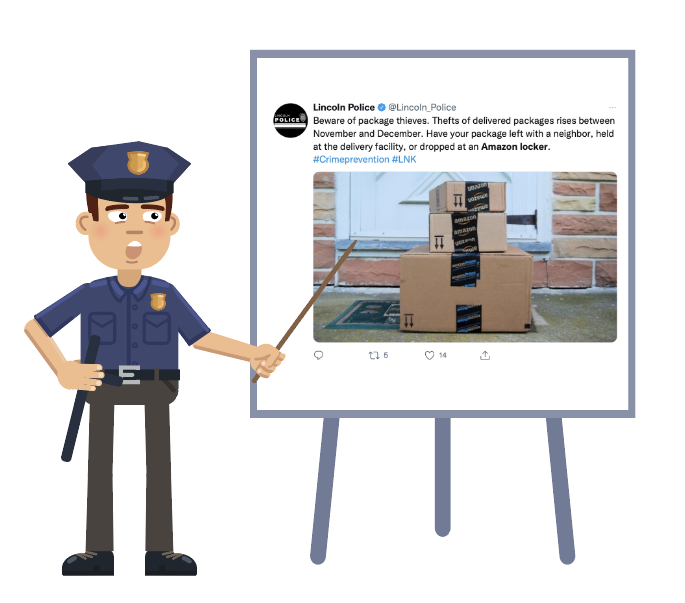 Lincoln Police @Lincoln_Police
POLICE
Beware of package thieves. Thefts of delivered packages rises between
November and December. Have your package left with a neighbor, held
at the delivery facility, or dropped at an Amazon locker.
#Crimeprevention #LNK
amazon
amazon
5 14